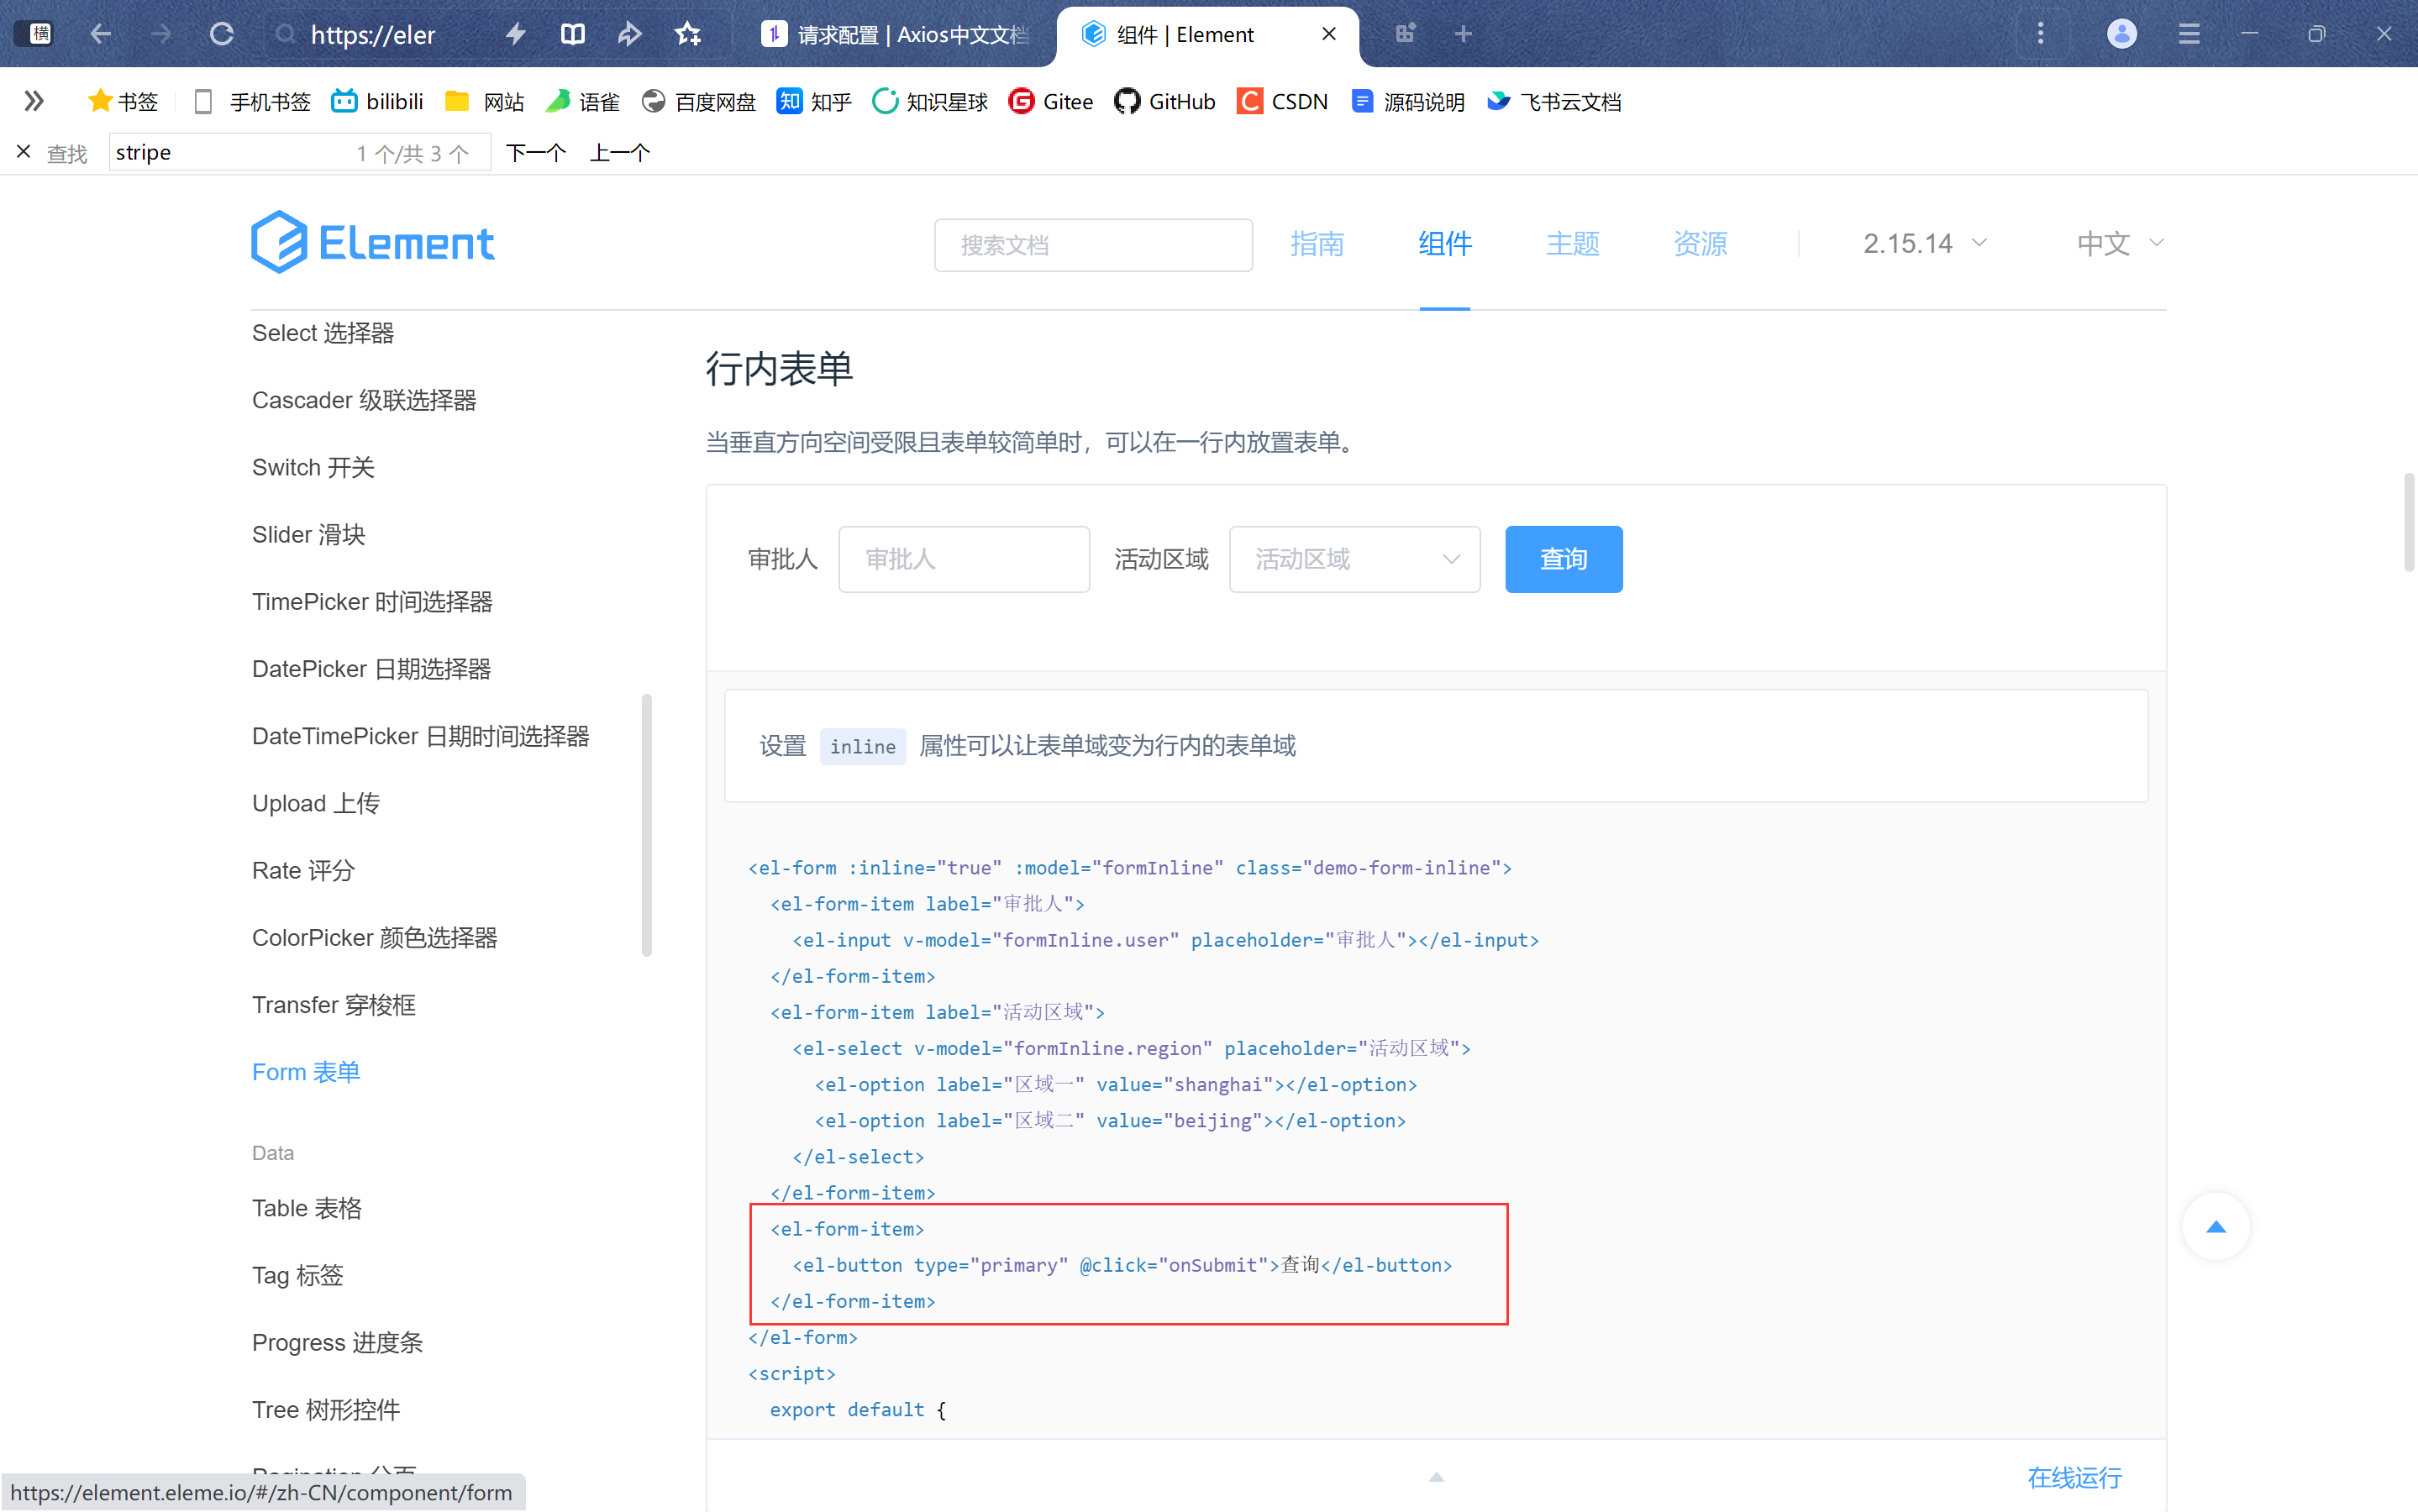 横
https://eler
请求配置 | Axios中文文档
组件 | Element
书签
手机书签
bilibili
网站
语雀
百度网盘
知
知乎
知识星球
Gitee
GitHub
CSDN
源码说明
飞书云文档
查找
stripe
1 个/共 3 个
下一个
上一个
Element
搜索文档
指南
组件
主题
资源
2.15.14
中文
Select 选择器
Cascader 级联选择器
Switch 开关
Slider 滑块
TimePicker 时间选择器
DatePicker 日期选择器
DateTimePicker 日期时间选择器
Upload 上传
Rate 评分
ColorPicker 颜色选择器
Transfer 穿梭框
Form 表单
Data
Table 表格
Tag 标签
Progress 进度条
Tree 树形控件
Pagination 分页
行内表单
当垂直方向空间受限且表单较简单时，可以在一行内放置表单。
审批人
审批人
活动区域
活动区域
查询
设置 inline 属性可以让表单域变为行内的表单域
<el-form :inline="true" :model="formInline" class="demo-form-inline">
<el-form-item label="审批人">
<el-input v-model="formInline.user" placeholder="审批人"></el-input>
</el-form-item>
<el-form-item label="活动区域">
<el-select v-model="formInline.region" placeholder="活动区域">
<el-option label="区域一" value="shanghai"></el-option>
<el-option label="区域二" value="beijing"></el-option>
</el-select>
</el-form-item>
<el-form-item>
<el-button type="primary" @click="onSubmit">查询</el-button>
</el-form-item>
</el-form>
<script>
export default {
在线运行
https://element.eleme.io/#/zh-CN/component/form